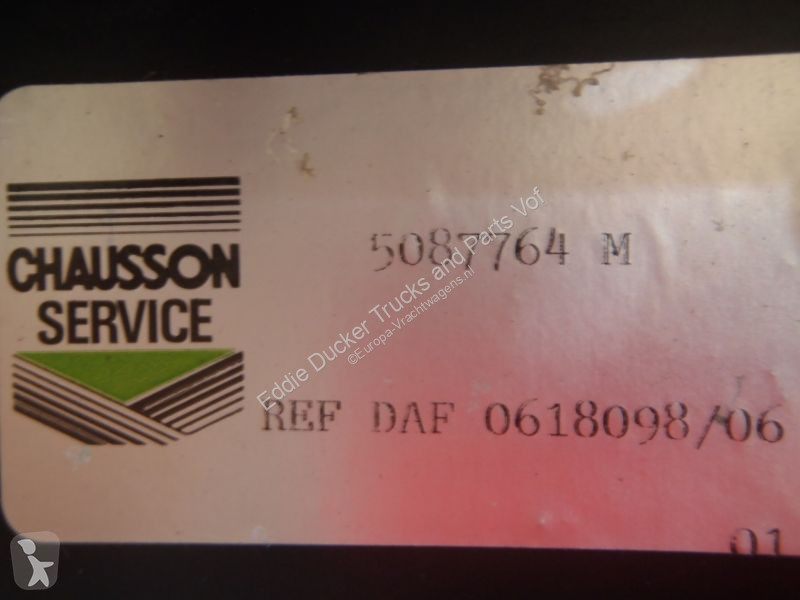 CHAUSSON
SERVICE
5087764 M
REF DAF 0618098/06
01
Eddie Ducker Trucks and Parts Vof
©Europa-Vrachtwagens.nl